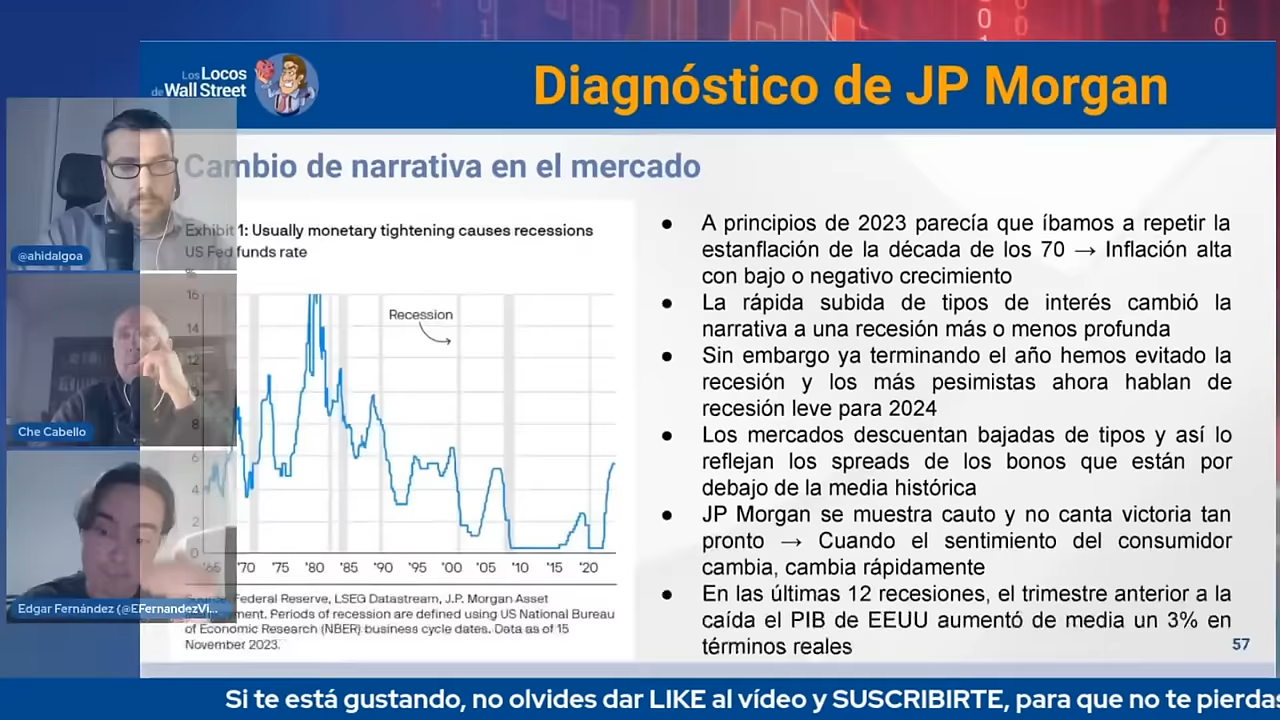 Los Locos
de Wall Street
Diagnóstico de JP Morgan
Cambio de narrativa en el mercado
Exhibit 1: Usually monetary tightening causes recessions
US Fed funds rate
%
16
14
12
8
6
4
2
0
Recession
'65 '70 '75 '80 '85 '90 '95 '00 '05 '10 '15 '20
Source: Federal Reserve, LSEG Datastream, J.P. Morgan Asset
Management. Periods of recession are defined using US National Bureau
of Economic Research (NBER) business cycle dates. Data as of 15
November 2023.
● A principios de 2023 parecía que íbamos a repetir la
estanflación de la década de los 70 → Inflación alta
con bajo o negativo crecimiento
● La rápida subida de tipos de interés cambió la
narrativa a una recesión más o menos profunda
● Sin embargo ya terminando el año hemos evitado la
recesión y los más pesimistas ahora hablan de
recesión leve para 2024
● Los mercados descuentan bajadas de tipos y así lo
reflejan los spreads de los bonos que están por
debajo de la media histórica
● JP Morgan se muestra cauto y no canta victoria tan
pronto → Cuando el sentimiento del consumidor
cambia, cambia rápidamente
● En las últimas 12 recesiones, el trimestre anterior a la
caída el PIB de EEUU aumentó de media un 3% en
términos reales
57
@ahidalgoa
Che Cabello
Edgar Fernández (@EFernandezVi...
Si te está gustando, no olvides dar LIKE al vídeo y SUSCRIBIRTE, para que no te pierdas